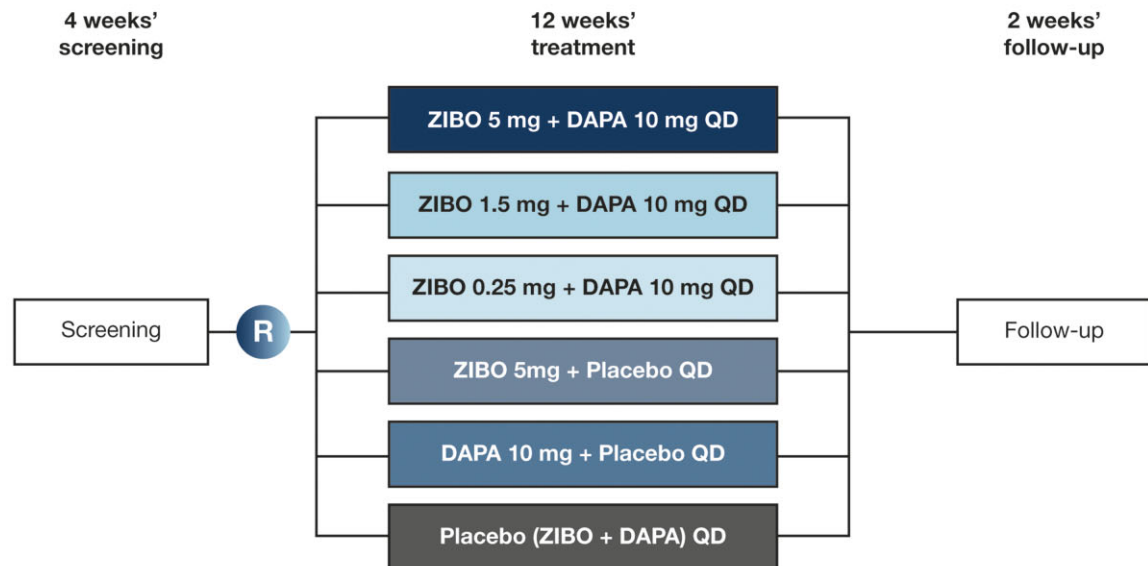 4 weeks’
screening
12 weeks’
treatment
2 weeks’
follow-up
ZIBO 5 mg + DAPA 10 mg QD
ZIBO 1.5 mg + DAPA 10 mg QD
ZIBO 0.25 mg + DAPA 10 mg QD
Screening
R
Follow-up
ZIBO 5mg + Placebo QD
DAPA 10 mg + Placebo QD
Placebo (ZIBO + DAPA) QD